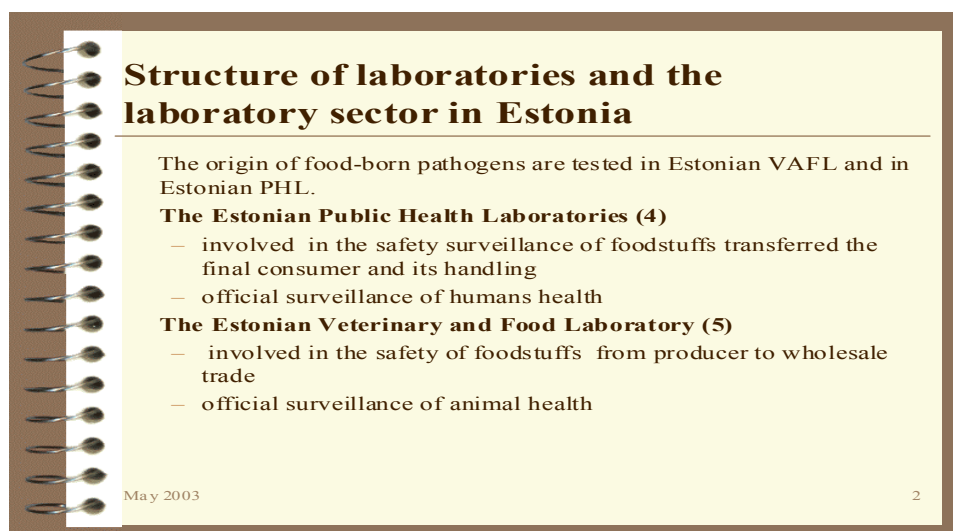 Structure of laboratories and the
laboratory sector in Estonia
The origin of food-born pathogens are tested in Estonian VAFL and in
Estonian PHL.
The Estonian Public Health Laboratories (4)
– involved in the safety surveillance of foodstuffs transferred the
final consumer and its handling
– official surveillance of humans health
The Estonian Veterinary and Food Laboratory (5)
– involved in the safety of foodstuffs from producer to wholesale
trade
– official surveillance of animal health
May 2003
2